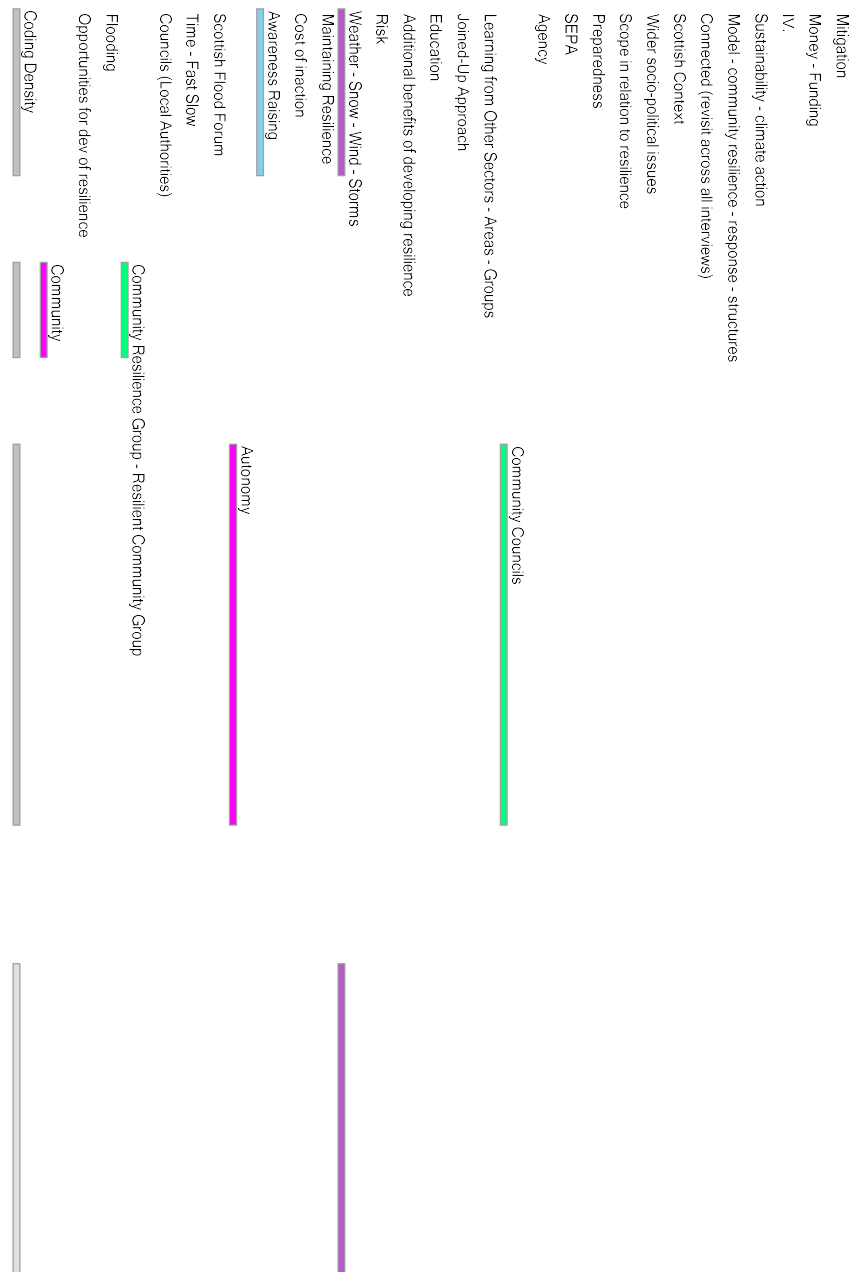 Mitigation
Money - Funding
IV.
Sustainability - climate action
Model - community resilience - response - structures
Connected (revisit across all interviews)
Scottish Context
Wider socio-political issues
Scope in relation to resilience
Preparedness
SEPA
Agency
Community Councils
Learning from Other Sectors - Areas - Groups
Joined-Up Approach
Education
Additional benefits of developing resilience
Risk
Weather - Snow - Wind - Storms
Maintaining Resilience
Cost of inaction
Awareness Raising
Autonomy
Scottish Flood Forum
Time - Fast Slow
Councils (Local Authorities)
Community Resilience Group - Resilient Community Group
Flooding
Opportunities for dev of resilience
Community
Coding Density